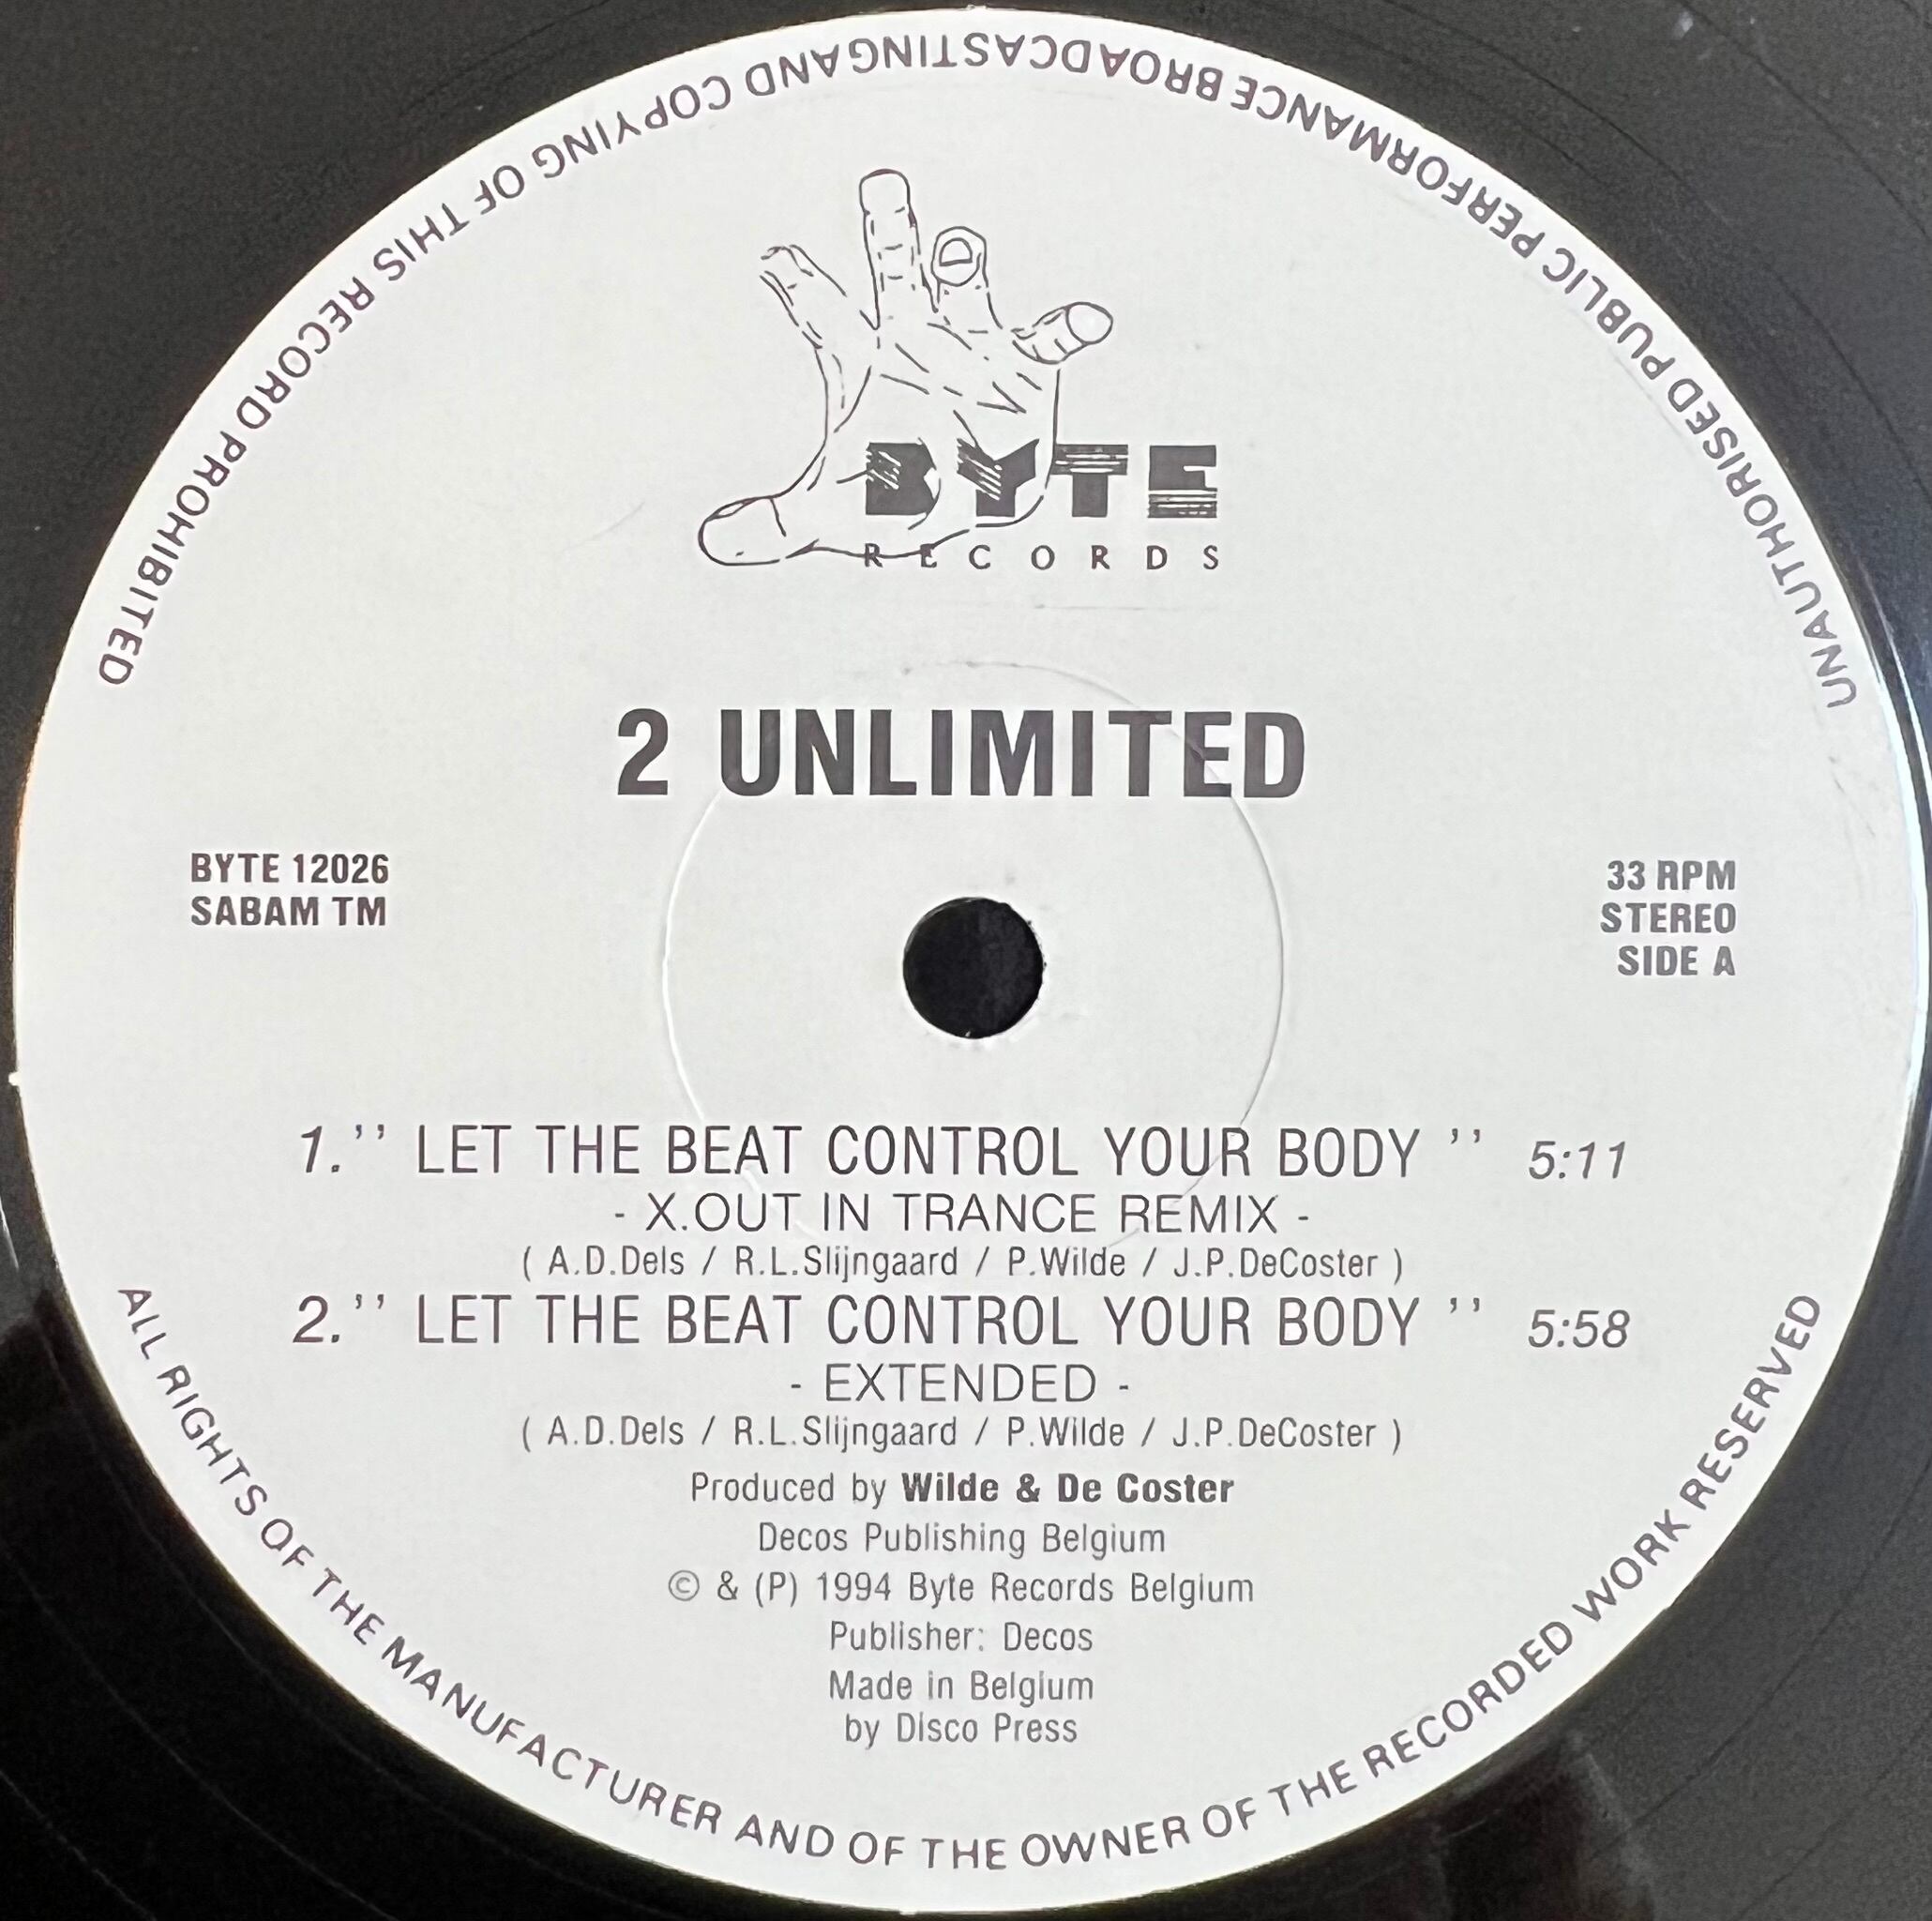 UNAUTHORISED PUBLIC PERFORMANCE BROADCASTING AND COPYING OF THIS RECORD PROHIBITED
BYTE
RECORDS
2 UNLIMITED
BYTE 12026
SABAM TM
33 RPM
STEREO
SIDE A
1. '' LET THE BEAT CONTROL YOUR BODY '' 5:11
- X.OUT IN TRANCE REMIX -
( A.D.Dels / R.L.Slijngaard / P.Wilde / J.P.DeCoster )
2. '' LET THE BEAT CONTROL YOUR BODY '' 5:58
- EXTENDED -
( A.D.Dels / R.L.Slijngaard / P.Wilde / J.P.DeCoster )
Produced by Wilde & De Coster
Decos Publishing Belgium
© & (P) 1994 Byte Records Belgium
Publisher: Decos
Made in Belgium
by Disco Press
ALL RIGHTS OF THE MANUFACTURER AND OF THE OWNER OF THE RECORDED WORK RESERVED